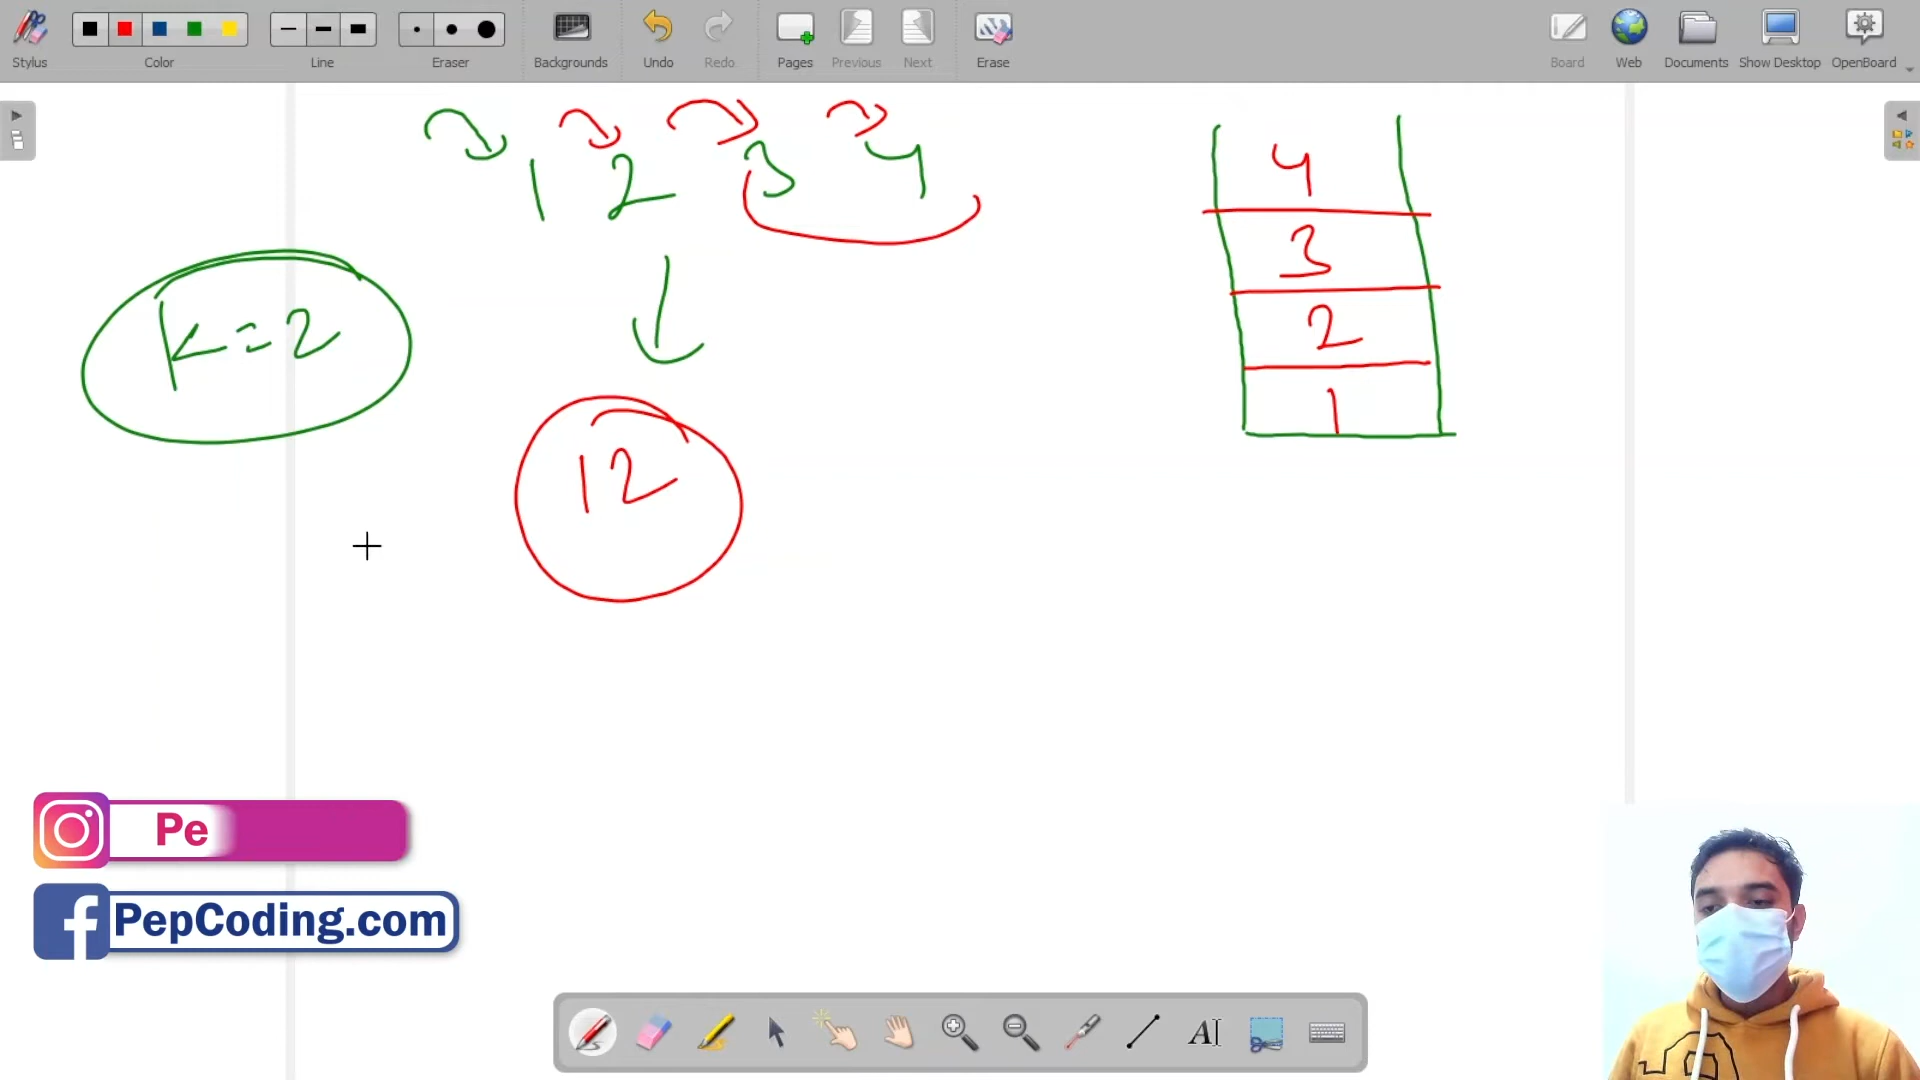 Stylus
Color
Line
Eraser
Backgrounds
Undo
Redo
Pages
Previous
Next
Erase
Board
Web
Documents
Show Desktop
OpenBoard
1 2 3 4
K=2
12
4
3
2
1
Pe
PepCoding.com